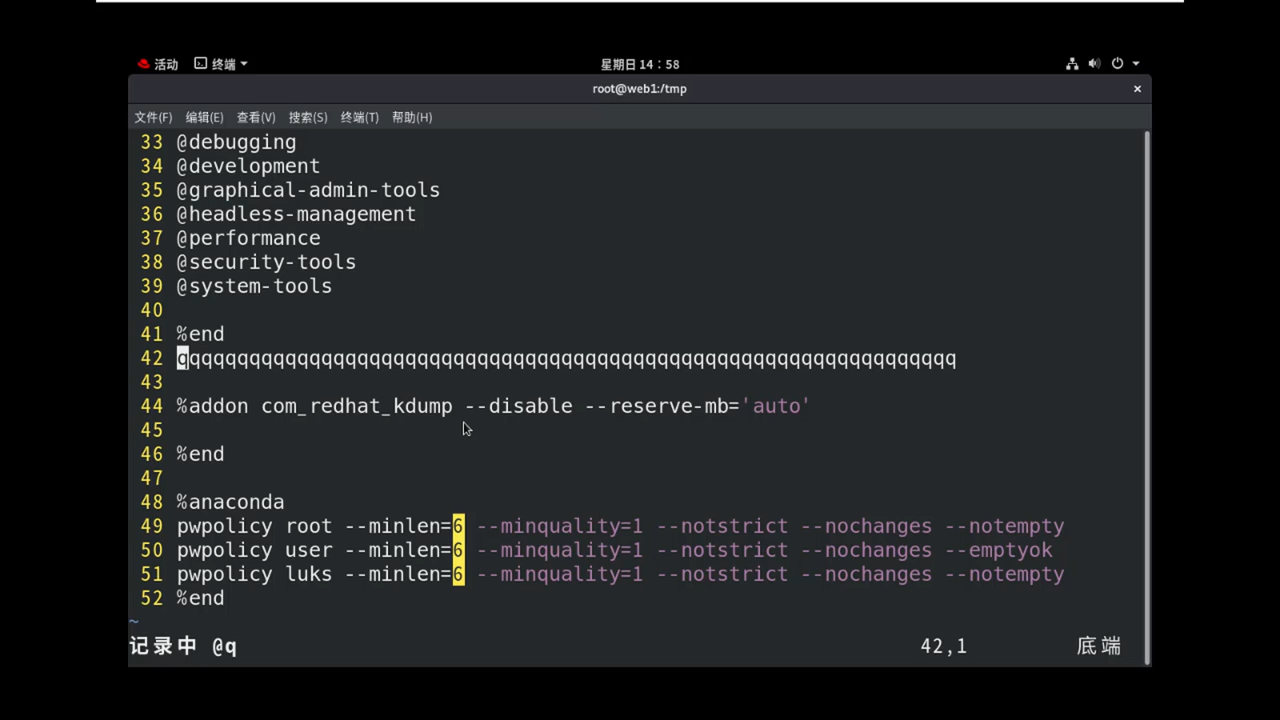 活动 终端 星期日 14:58
root@web1:/tmp ×
文件(F) 编辑(E) 查看(V) 搜索(S) 终端(T) 帮助(H)
33 @debugging
34 @development
35 @graphical-admin-tools
36 @headless-management
37 @performance
38 @security-tools
39 @system-tools
40
41 %end
42 qqqqqqqqqqqqqqqqqqqqqqqqqqqqqqqqqqqqqqqqqqqqqqqqqqqqqqqqqqqqqqqqq
43
44 %addon com_redhat_kdump --disable --reserve-mb='auto'
45
46 %end
47
48 %anaconda
49 pwpolicy root --minlen=6 --minquality=1 --notstrict --nochanges --notempty
50 pwpolicy user --minlen=6 --minquality=1 --notstrict --nochanges --emptyok
51 pwpolicy luks --minlen=6 --minquality=1 --notstrict --nochanges --notempty
52 %end
~
记录中 @q 42,1 底端